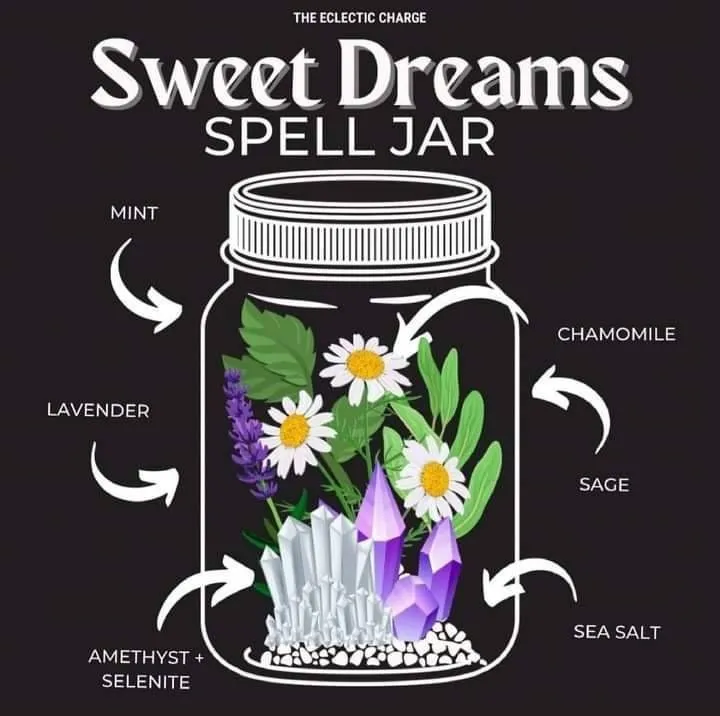 THE ECLECTIC CHARGE
Sweet Dreams
SPELL JAR
MINT
CHAMOMILE
LAVENDER
SAGE
SEA SALT
AMETHYST +
SELENITE